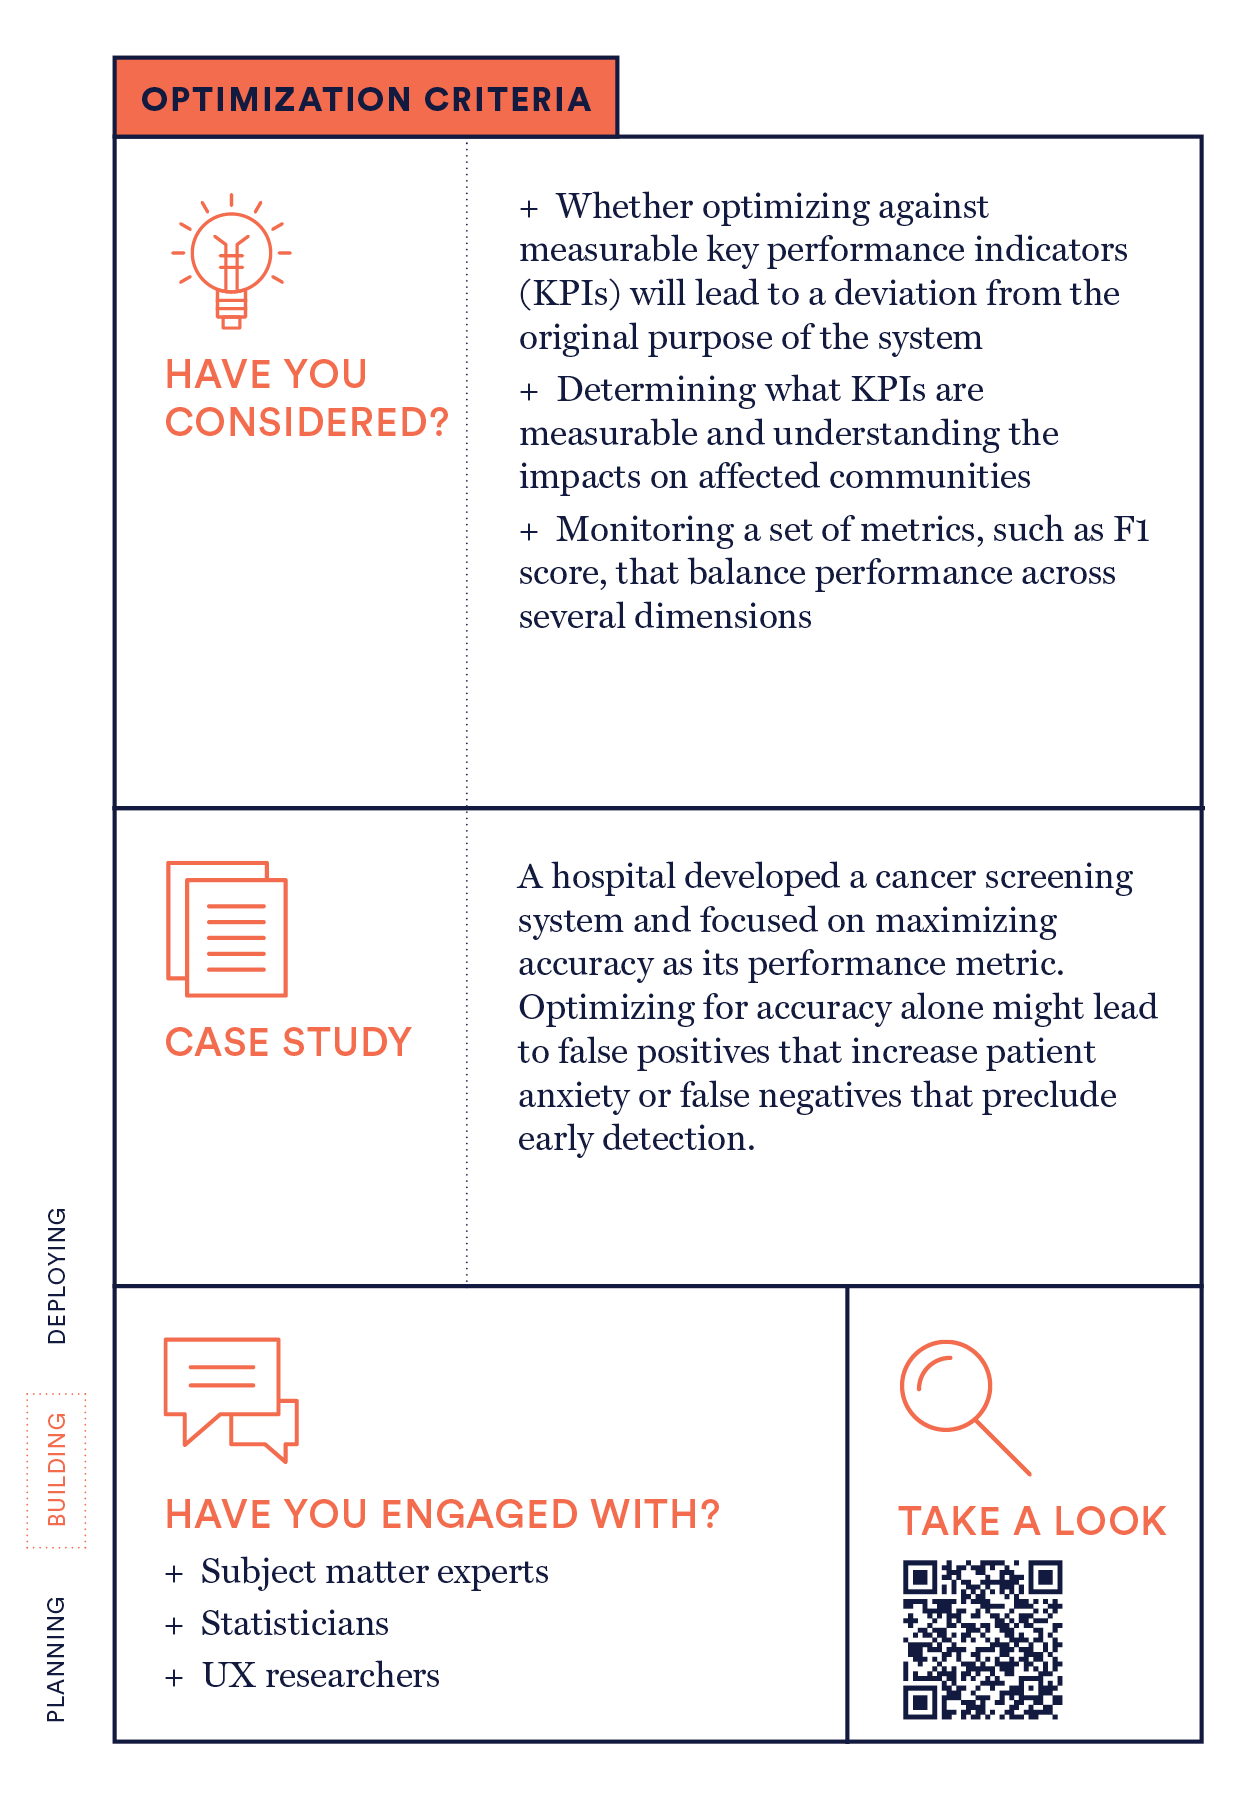 OPTIMIZATION CRITERIA
HAVE YOU
CONSIDERED?
+ Whether optimizing against
measurable key performance indicators
(KPIs) will lead to a deviation from the
original purpose of the system
+ Determining what KPIs are
measurable and understanding the
impacts on affected communities
+ Monitoring a set of metrics, such as F1
score, that balance performance across
several dimensions
CASE STUDY
A hospital developed a cancer screening
system and focused on maximizing
accuracy as its performance metric.
Optimizing for accuracy alone might lead
to false positives that increase patient
anxiety or false negatives that preclude
early detection.
HAVE YOU ENGAGED WITH?
+ Subject matter experts
+ Statisticians
+ UX researchers
TAKE A LOOK
DEPLOYING
BUILDING
PLANNING